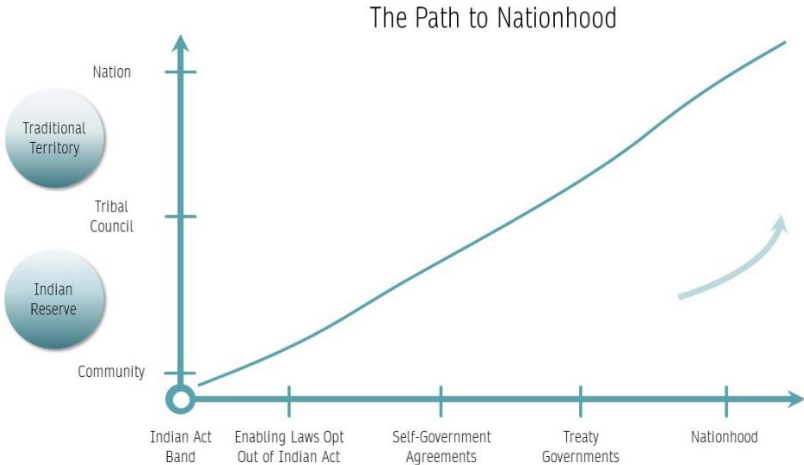 The Path to Nationhood
Nation
Traditional
Territory
Tribal
Council
Indian
Reserve
Community
Indian Act
Band
Enabling Laws Opt
Out of Indian Act
Self-Government
Agreements
Treaty
Governments
Nationhood